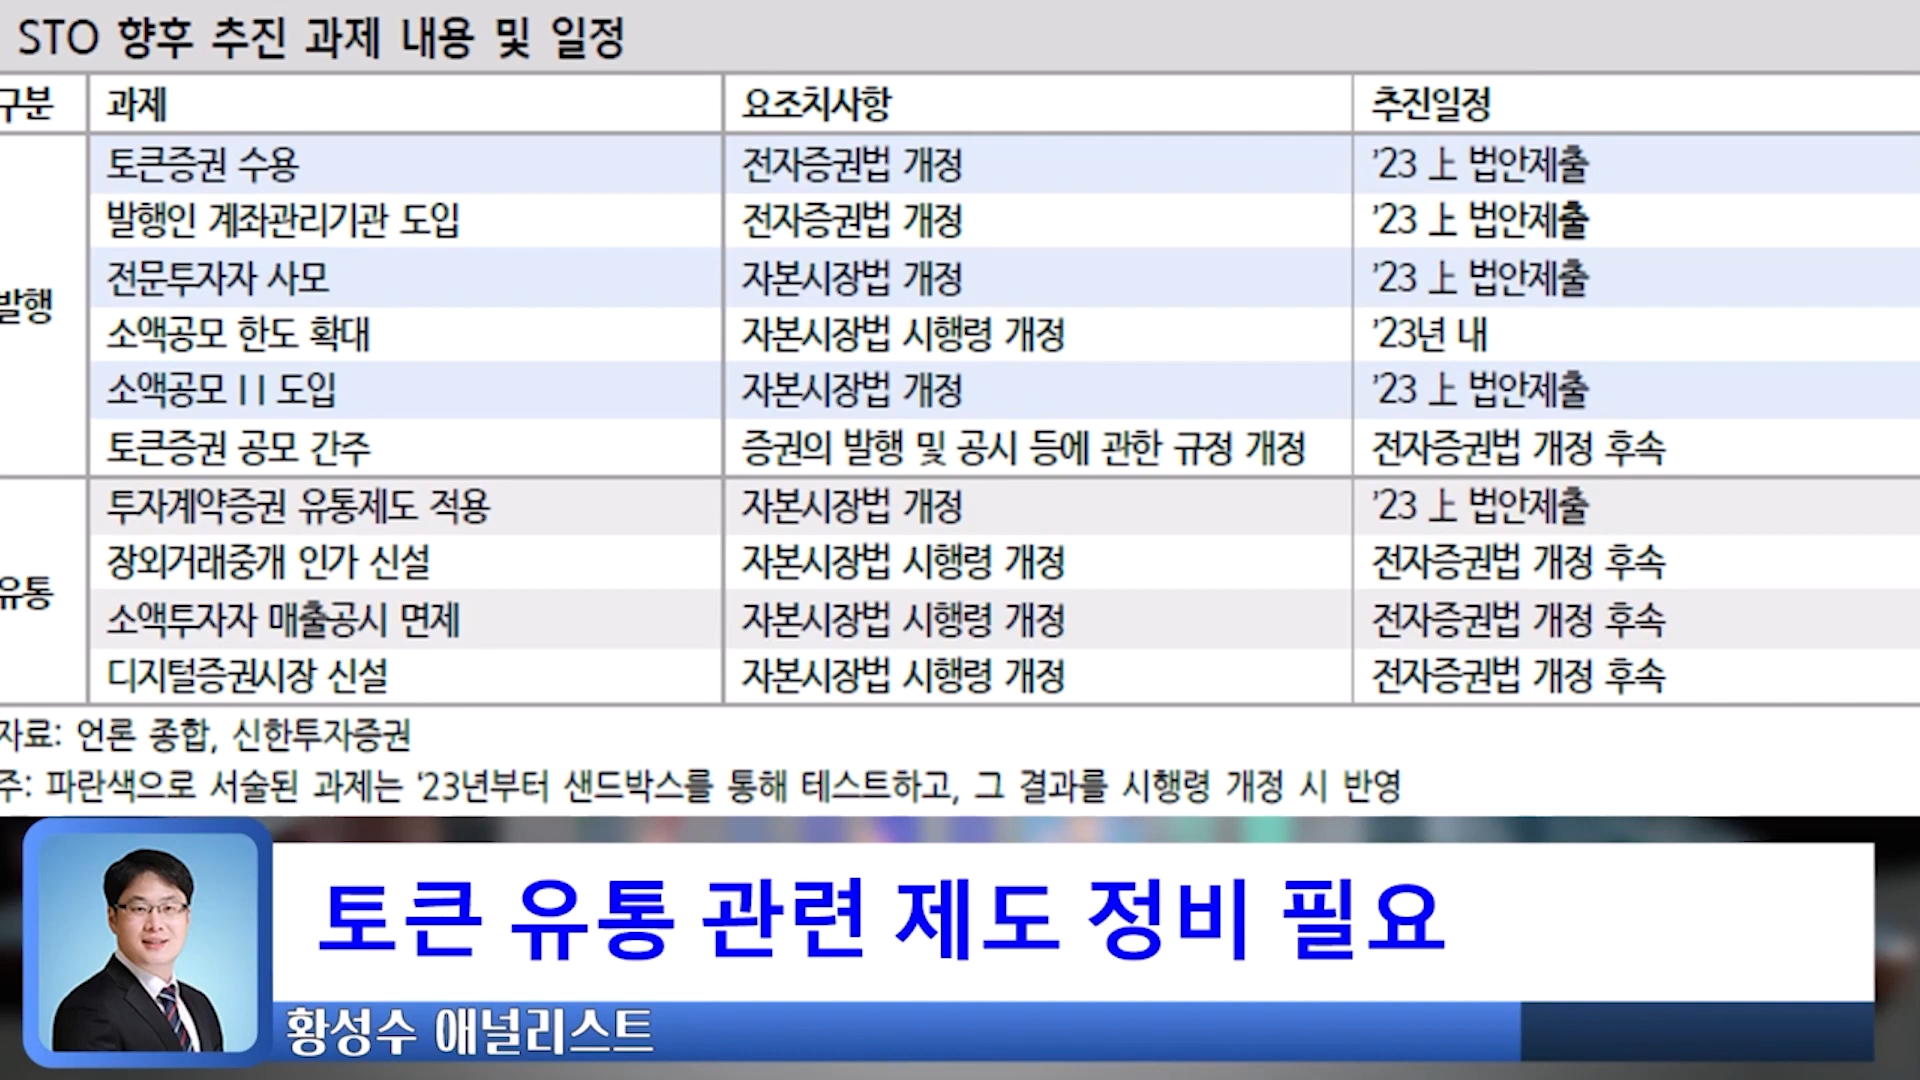 STO 향후 추진 과제 내용 및 일정
구분 과제 요조치사항 추진일정
토큰증권 수용 전자증권법 개정 '23 上 법안제출
발행인 계좌관리기관 도입 전자증권법 개정 '23 上 법안제출
전문투자자 사모 자본시장법 개정 '23 上 법안제출
발행
소액공모 한도 확대 자본시장법 시행령 개정 '23년 내
소액공모 I I 도입 자본시장법 개정 '23 上 법안제출
토큰증권 공모 간주 증권의 발행 및 공시 등에 관한 규정 개정 전자증권법 개정 후속
투자계약증권 유통제도 적용 자본시장법 개정 '23 上 법안제출
장외거래중개 인가 신설 자본시장법 시행령 개정 전자증권법 개정 후속
유통
소액투자자 매출공시 면제 자본시장법 시행령 개정 전자증권법 개정 후속
디지털증권시장 신설 자본시장법 시행령 개정 전자증권법 개정 후속
자료: 언론 종합, 신한투자증권
주: 파란색으로 서술된 과제는 '23년부터 샌드박스를 통해 테스트하고, 그 결과를 시행령 개정 시 반영
토큰 유통 관련 제도 정비 필요
황성수 애널리스트